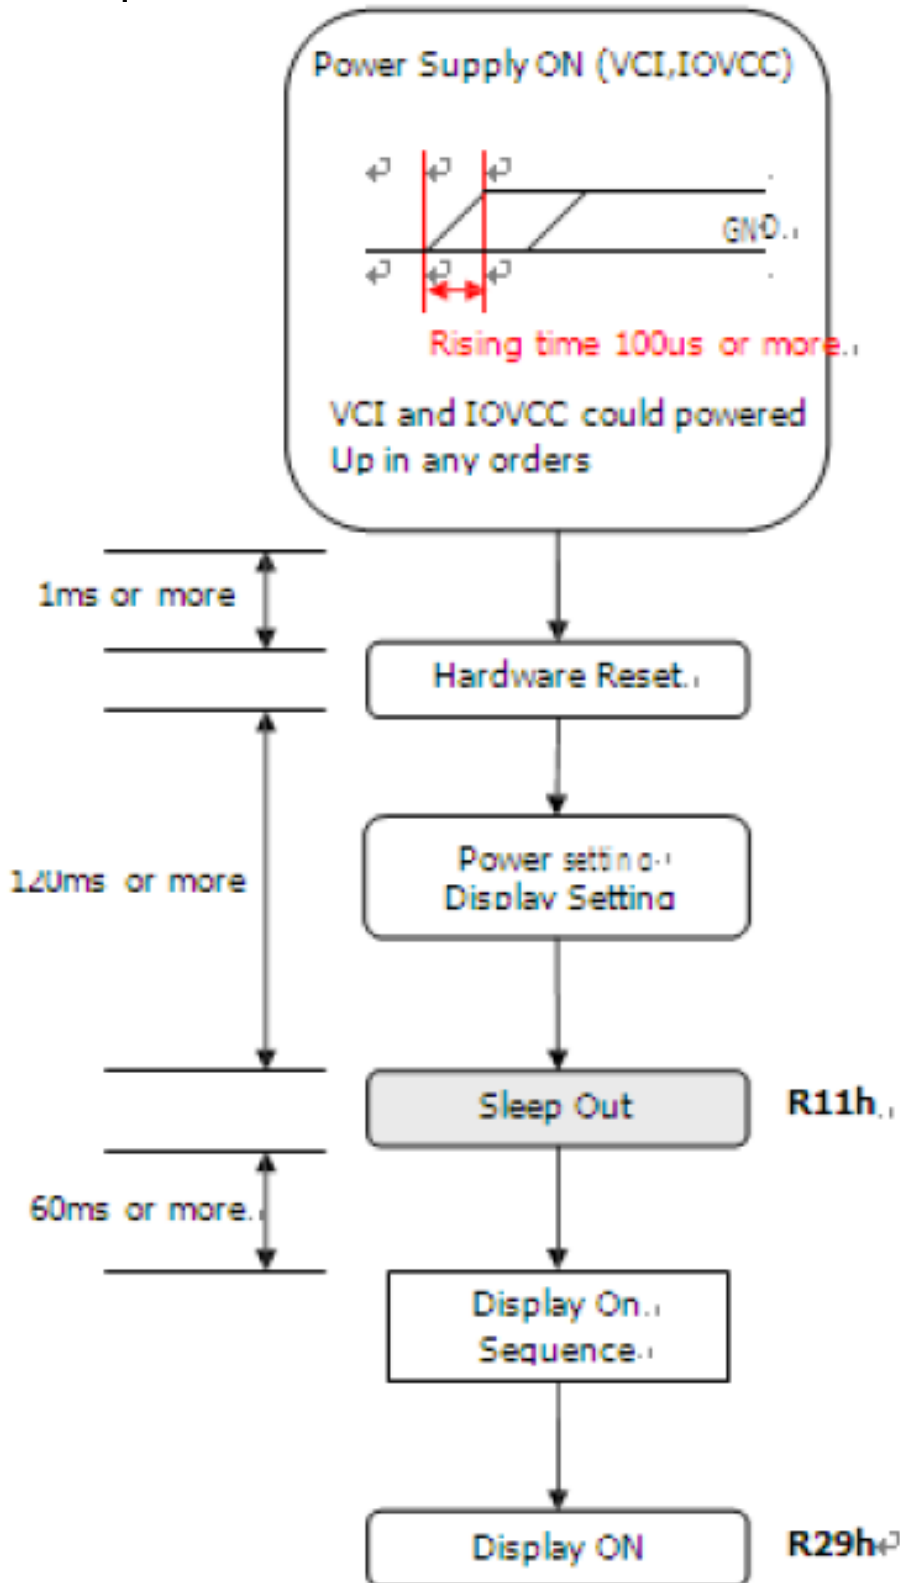 Power Supply ON (VCI,IOVCC)
GND
Rising time 100us or more
VCI and IOVCC could powered
Up in any orders
1ms or more
Hardware Reset
Power setting
Display Setting
120ms or more
Sleep Out
R11h
60ms or more
Display On
Sequence
Display ON
R29h